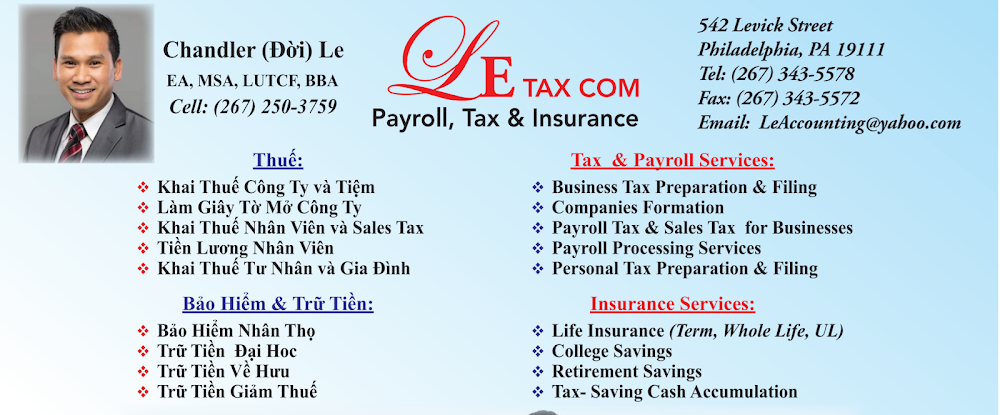 Chandler (Đời) Le
EA, MSA, LUTCF, BBA
Cell: (267) 250-3759
LE TAX COM
Payroll, Tax & Insurance
542 Levick Street
Philadelphia, PA 19111
Tel: (267) 343-5578
Fax: (267) 343-5572
Email: LeAccounting@yahoo.com
Thuế:
Khai Thuế Công Ty và Tiệm
Làm Giấy Tờ Mở Công Ty
Khai Thuế Nhân Viên và Sales Tax
Tiền Lương Nhân Viên
Khai Thuế Tư Nhân và Gia Đình
Tax & Payroll Services:
Business Tax Preparation & Filing
Companies Formation
Payroll Tax & Sales Tax for Businesses
Payroll Processing Services
Personal Tax Preparation & Filing
Bảo Hiểm & Trữ Tiền:
Bảo Hiểm Nhân Thọ
Trữ Tiền Đại Hoc
Trữ Tiền Về Hưu
Trữ Tiền Giảm Thuế
Insurance Services:
Life Insurance (Term, Whole Life, UL)
College Savings
Retirement Savings
Tax- Saving Cash Accumulation